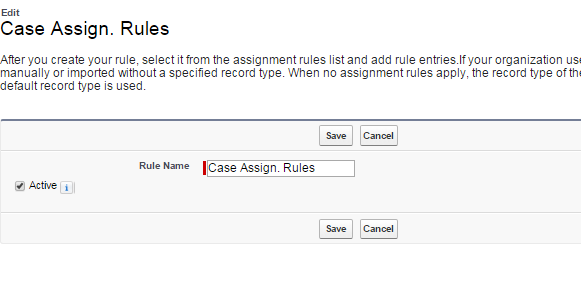 Edit
Case Assign. Rules
After you create your rule, select it from the assignment rules list and add rule entries.If your organization use
manually or imported without a specified record type. When no assignment rules apply, the record type of the
default record type is used.
Save Cancel
Rule Name Case Assign. Rules
Active i
Save Cancel